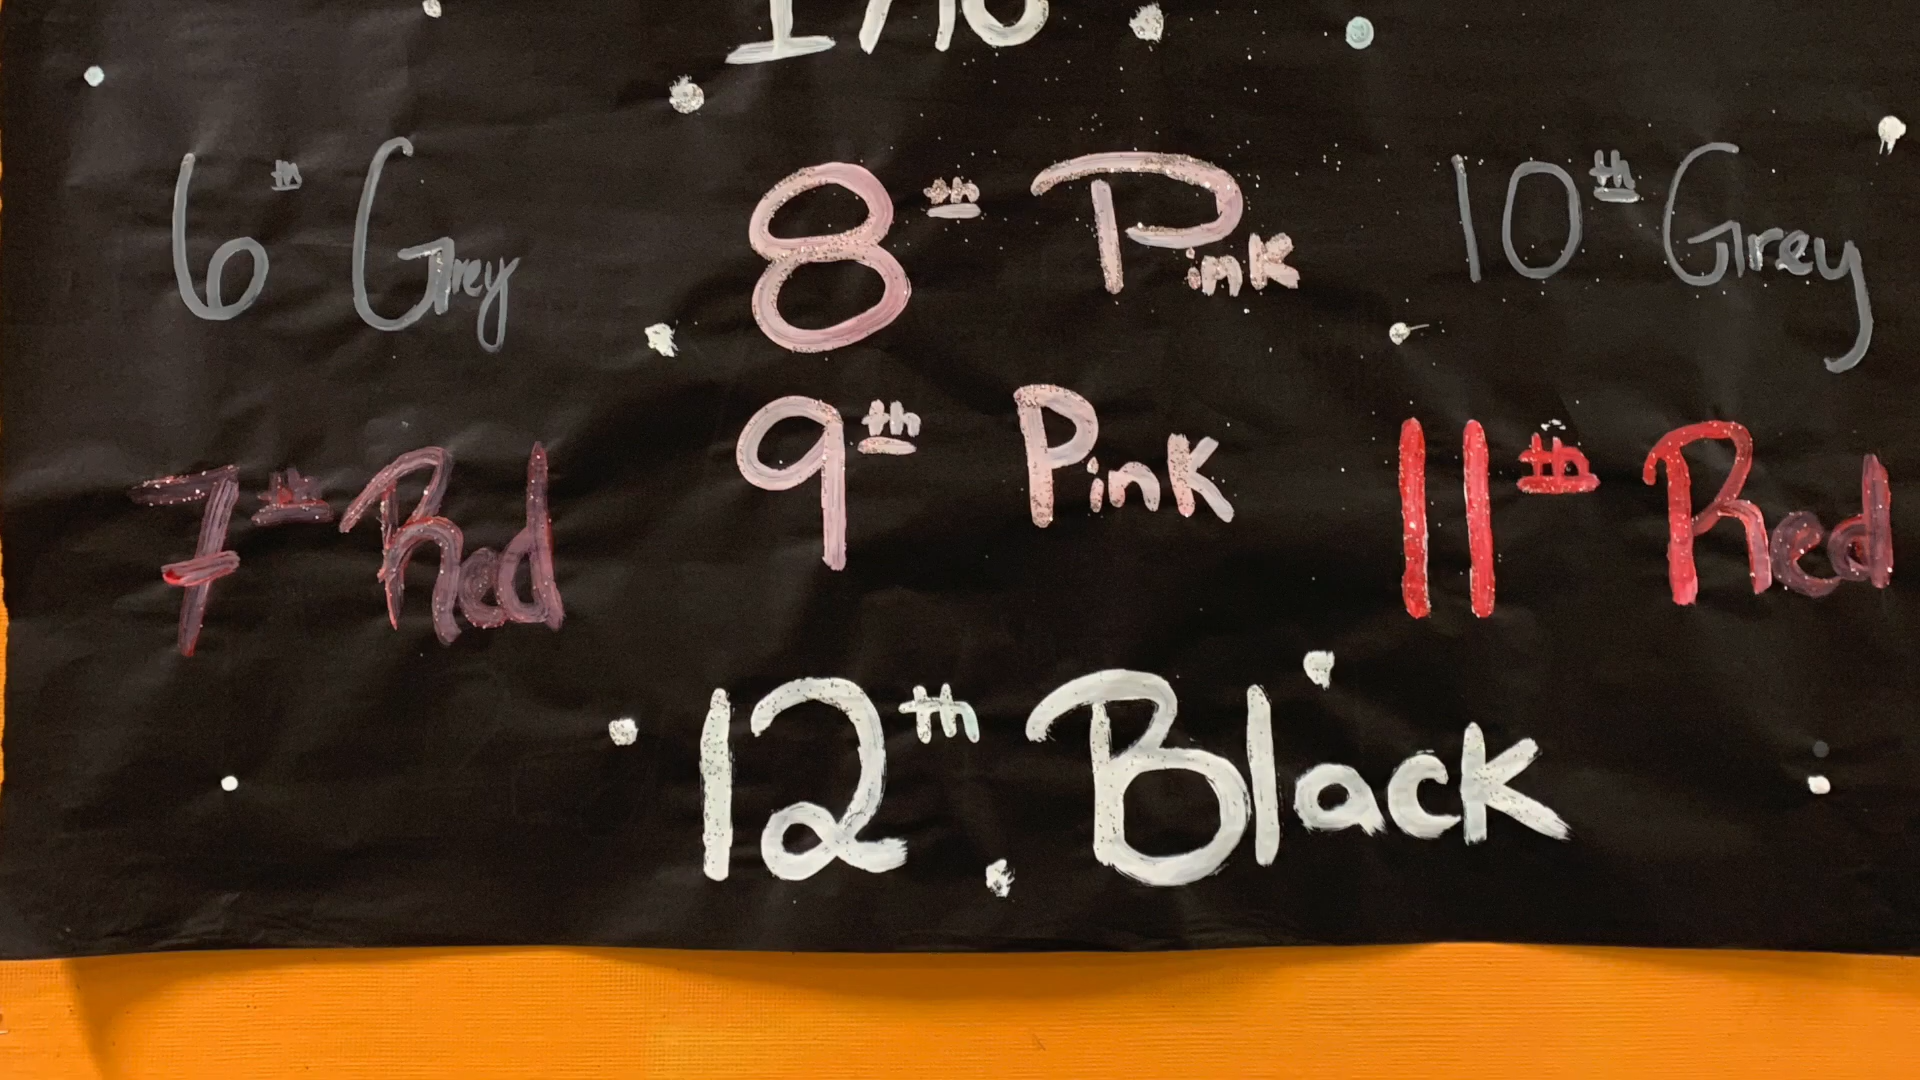 6th Grey
7th Red
8th Pink
9th Pink
10th Grey
11th Red
12th Black